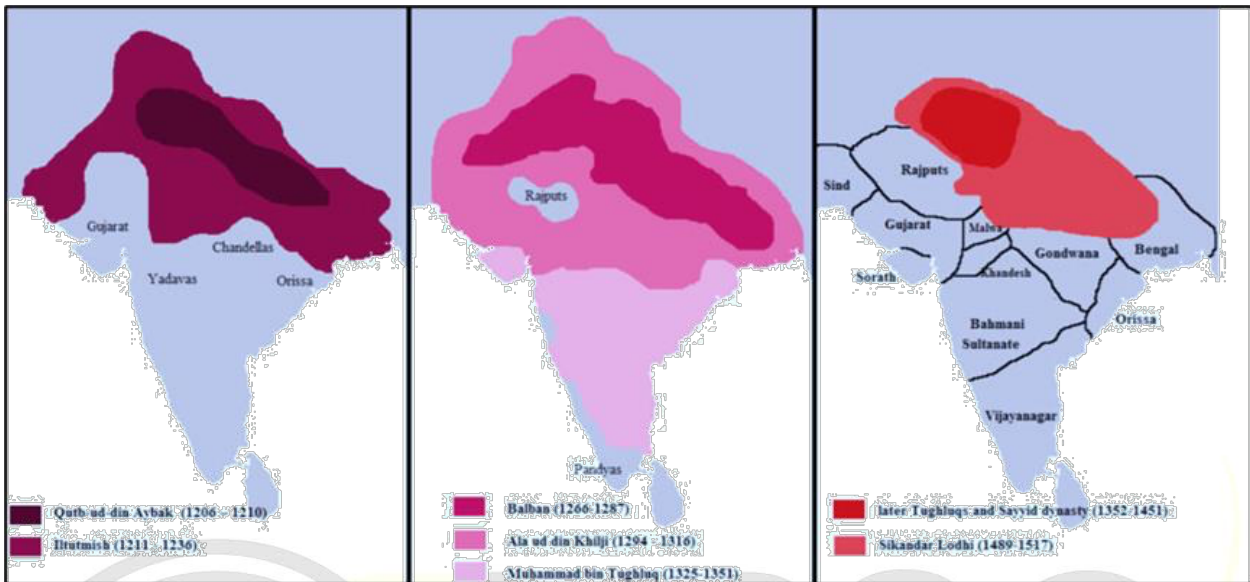 Gujarat
Chandellas
Yadavas
Orissa
Qutb ud din Aybak (1206 - 1210)
Iltutmish (1211 - 1236)
Rajputs
Pandyas
Balban (1266-1287)
Ala ud din Khilji (1294 - 1316)
Muhammad bin Tughluq (1325-1351)
Rajputs
Sind
Gujarat
Malwa
Gondwana
Bengal
Sorath
Khandesh
Orissa
Bahmani
Sultanate
Vijayanagar
later Tughluqs and Sayyid dynasty (1352-1451)
Sikandar Lodhi (1489-1517)